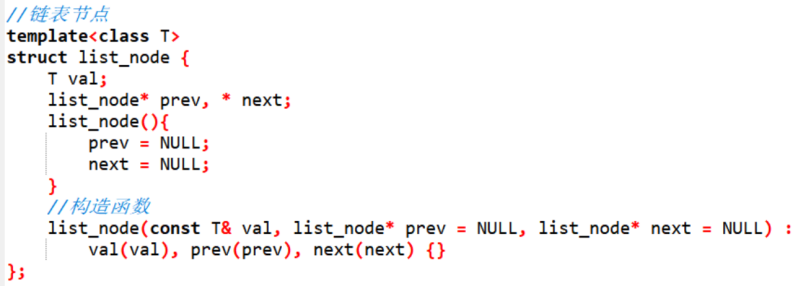 //链表节点
template<class T>
struct list_node {
    T val;
    list_node* prev, * next;
    list_node(){
        prev = NULL;
        next = NULL;
    }
    //构造函数
    list_node(const T& val, list_node* prev = NULL, list_node* next = NULL) :
        val(val), prev(prev), next(next) {}
};